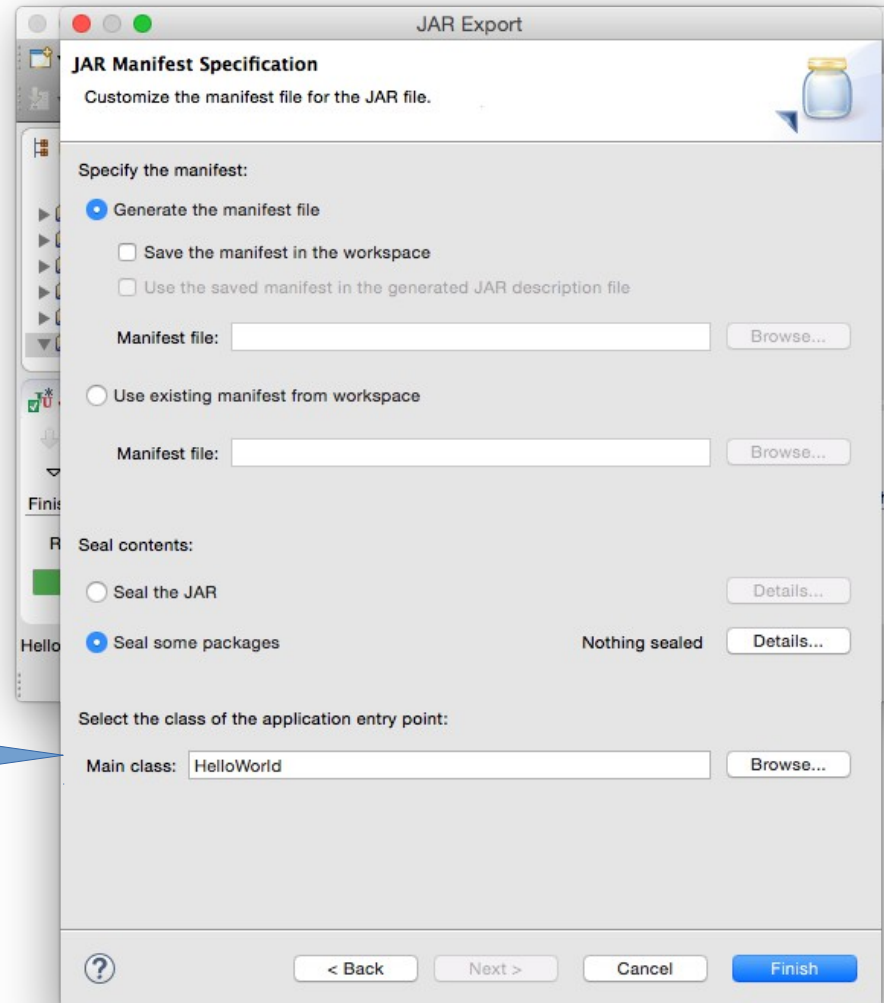 JAR Export
JAR Manifest Specification
Customize the manifest file for the JAR file.
Specify the manifest:
Generate the manifest file
Save the manifest in the workspace
Use the saved manifest in the generated JAR description file
Manifest file:
Browse...
Use existing manifest from workspace
Manifest file:
Browse...
Seal contents:
Seal the JAR
Details...
Seal some packages
Nothing sealed
Details...
Select the class of the application entry point:
Main class:
HelloWorld
Browse...
?
< Back
Next >
Cancel
Finish
Finis
R
Hello